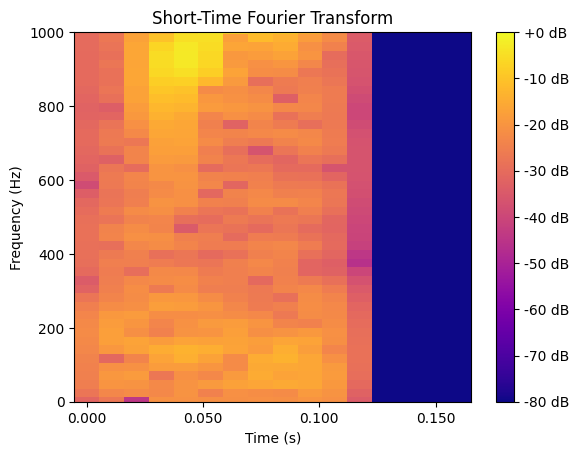 Short-Time Fourier Transform
1000
800
600
400
200
0
Frequency (Hz)
0.000
0.050
0.100
0.150
Time (s)
+0 dB
-10 dB
-20 dB
-30 dB
-40 dB
-50 dB
-60 dB
-70 dB
-80 dB